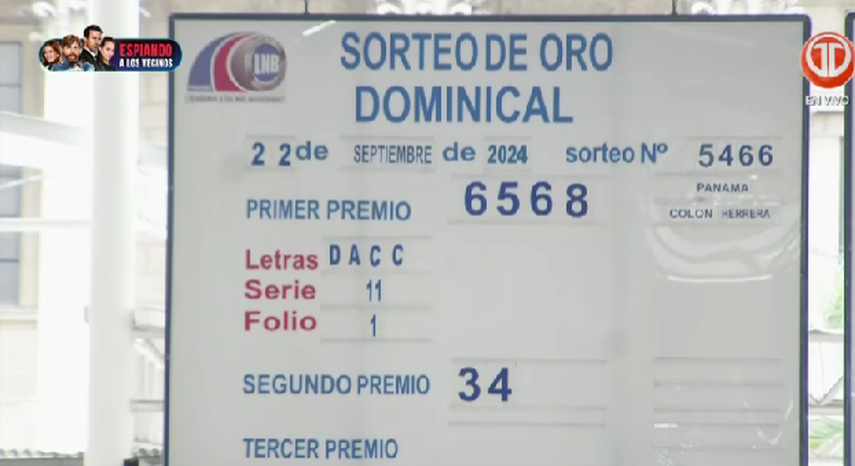 ESPIANDO
A LOS VECINOS
LNB
SORTEO DE ORO
DOMINICAL
EN VIVO
22 de SEPTIEMBRE de 2024 sorteo Nº 5466
PRIMER PREMIO 6568
PANAMA
COLON HERRERA
Letras DACC
Serie 11
Folio 1
SEGUNDO PREMIO 34
TERCER PREMIO